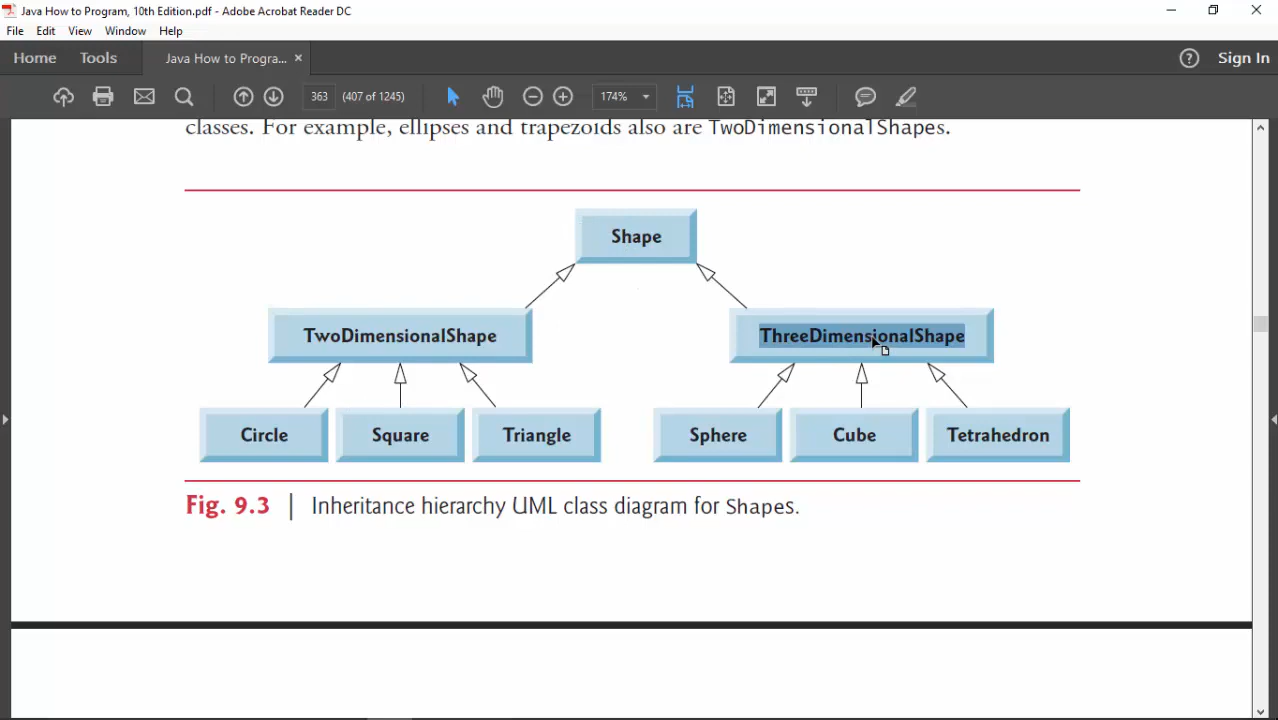 Java How to Program, 10th Edition.pdf - Adobe Acrobat Reader DC
File Edit View Window Help
Home Tools Java How to Progra... × ? Sign In
363 (407 of 1245) 174%
classes. For example, ellipses and trapezoids also are TwoDimensionalShapes.
Shape
TwoDimensionalShape ThreeDimensionalShape
Circle Square Triangle Sphere Cube Tetrahedron
Fig. 9.3 | Inheritance hierarchy UML class diagram for Shapes.